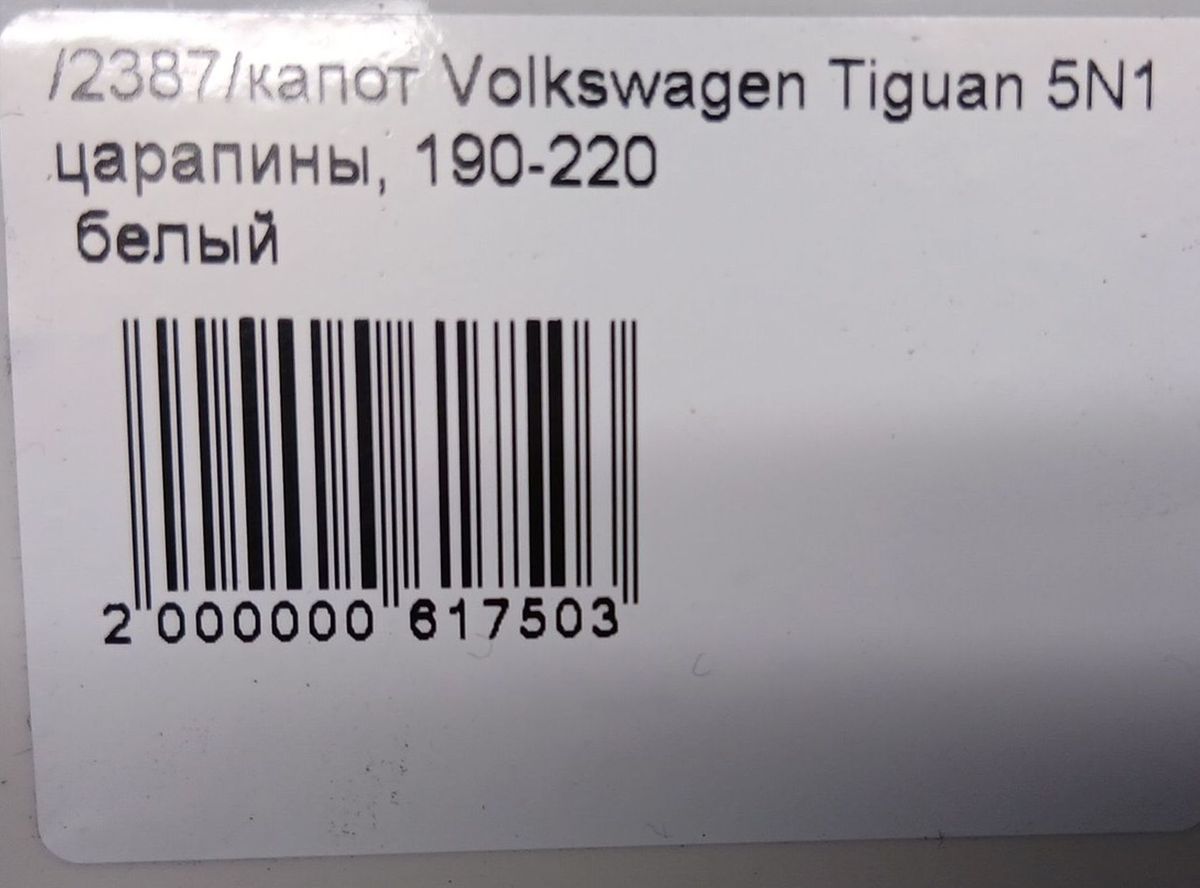 /2387/капот Volkswagen Tiguan 5N1
царапины, 190-220
белый
2 000000 617503